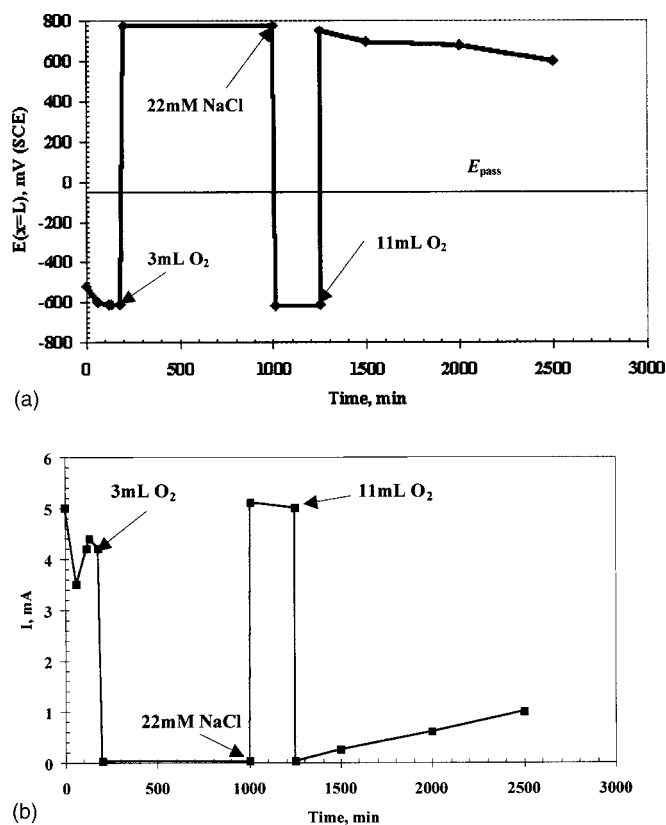 800
600
22mM NaCl
400
200
E_pass
0
-200
3mL O₂
11mL O₂
-400
-600
-800
E(x=L), mV (SCE)
0 500 1000 1500 2000 2500 3000
Time, min
(a)
6
3mL O₂
11mL O₂
5
4
3
I, mA
2
22mM NaCl
1
0
0 500 1000 1500 2000 2500 3000
Time, min
(b)